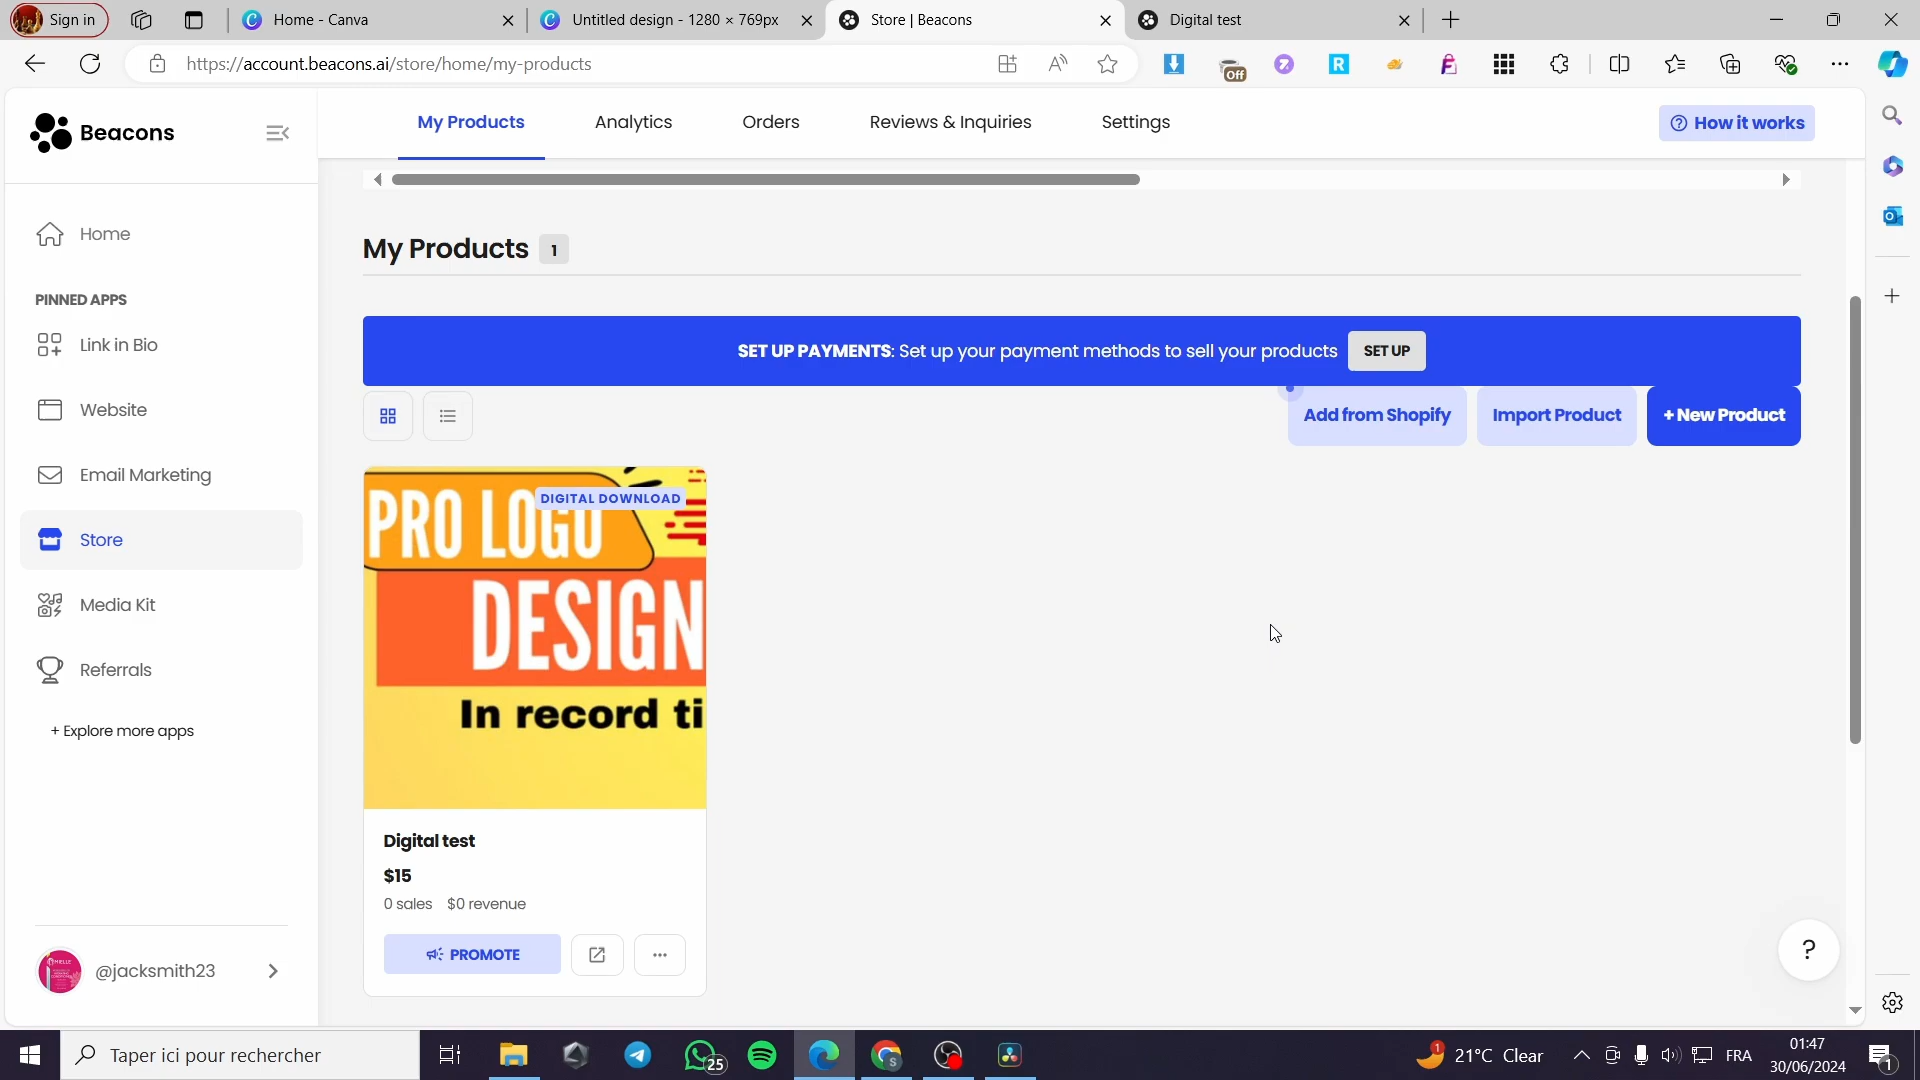 Sign in
Home - Canva
Untitled design - 1280 × 769px
Store | Beacons
Digital test
https://account.beacons.ai/store/home/my-products
Off
Beacons
My Products
Analytics
Orders
Reviews & Inquiries
Settings
How it works
Home
PINNED APPS
Link in Bio
Website
Email Marketing
Store
Media Kit
Referrals
+ Explore more apps
@jacksmith23
My Products 1
SET UP PAYMENTS: Set up your payment methods to sell your products SET UP
Add from Shopify
Import Product
+ New Product
DIGITAL DOWNLOAD
PRO LOGO
DESIGN
In record ti
Digital test
$15
0 sales $0 revenue
PROMOTE
?
Taper ici pour rechercher
25
1
21°C Clear
FRA
01:47
30/06/2024
1